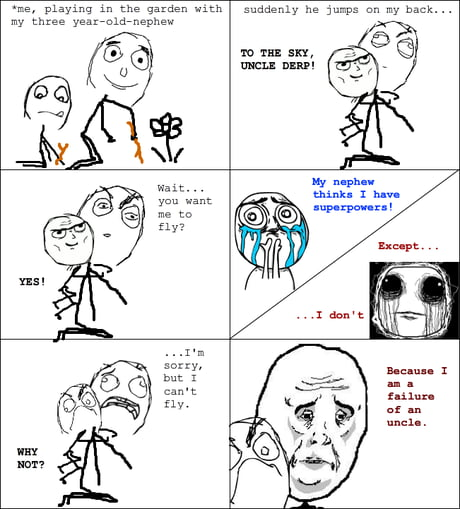 *me, playing in the garden with
my three year-old-nephew
suddenly he jumps on my back...
TO THE SKY,
UNCLE DERP!
Wait...
you want
me to
fly?
YES!
My nephew
thinks I have
superpowers!
Except...
...I don't
...I'm
sorry,
but I
can't
fly.
WHY
NOT?
Because I
am a
failure
of an
uncle.